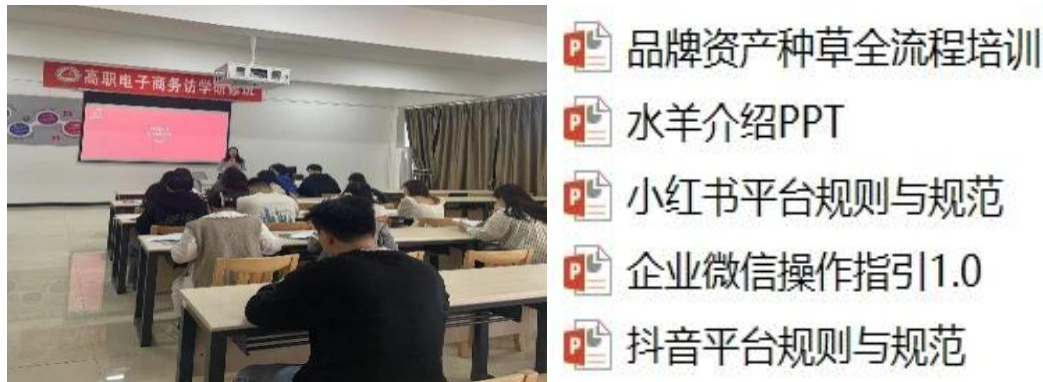 高职电子商务访学研修班
品牌资产种草全流程培训
水羊介绍PPT
小红书平台规则与规范
企业微信操作指引1.0
抖音平台规则与规范